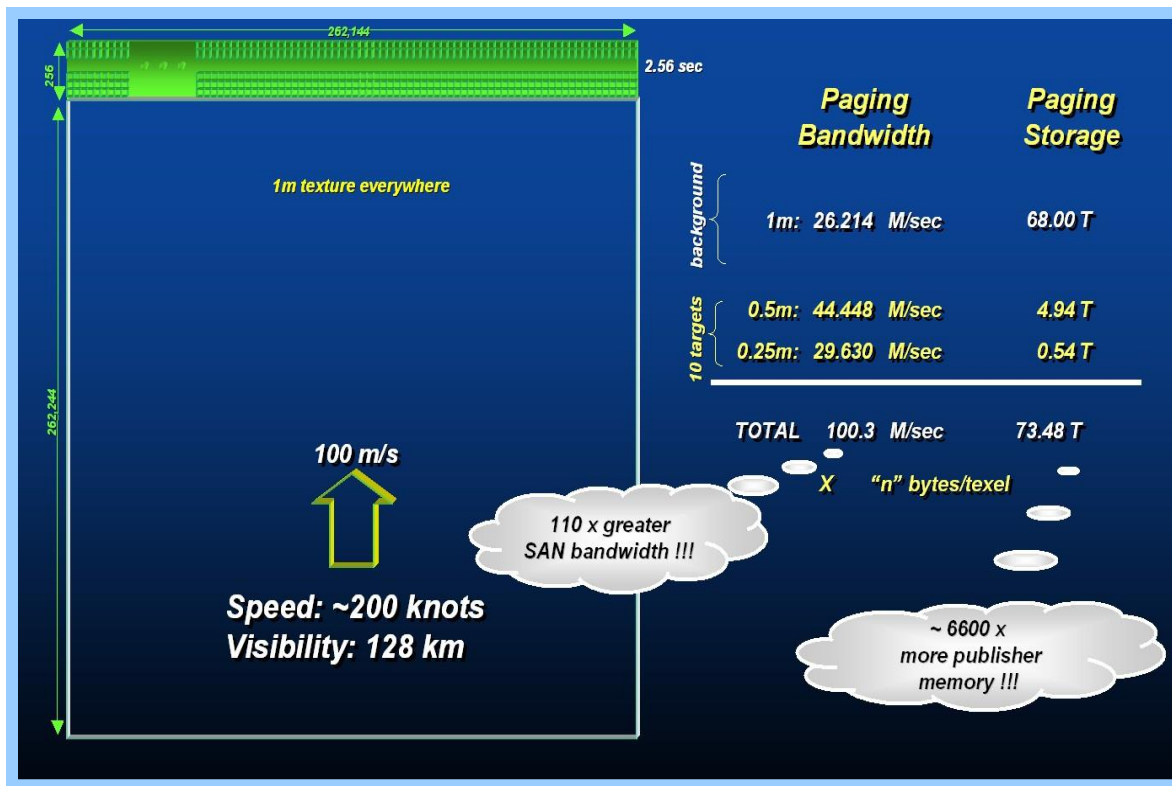 262,144
256
2.56 sec
262,244
1m texture everywhere
100 m/s
Speed: ~200 knots
Visibility: 128 km
Paging
Bandwidth
Paging
Storage
background
1m: 26.214 M/sec 68.00 T
10 targets
0.5m: 44.448 M/sec 4.94 T
0.25m: 29.630 M/sec 0.54 T
TOTAL 100.3 M/sec 73.48 T
X "n" bytes/texel
110 x greater
SAN bandwidth !!!
~ 6600 x
more publisher
memory !!!